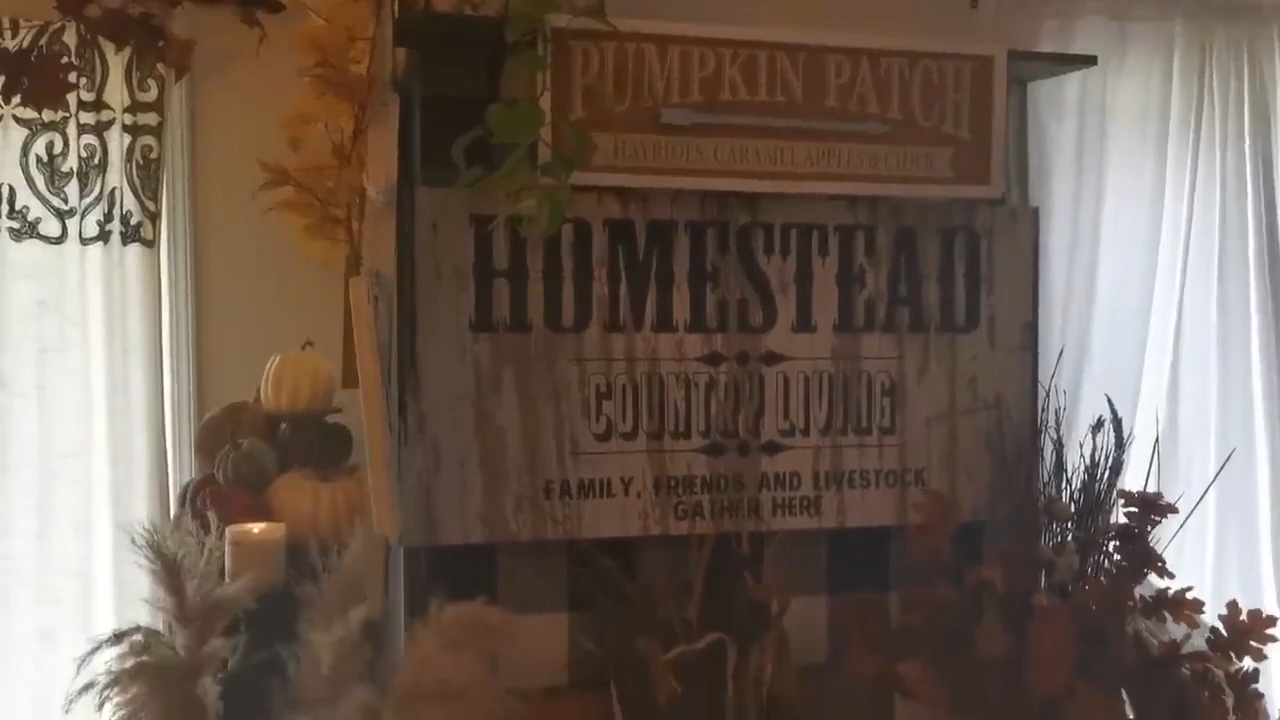 PUMPKIN PATCH
HAYRIDES, CARAMEL APPLES & CIDER
HOMESTEAD
COUNTRY LIVING
FAMILY, FRIENDS AND LIVESTOCK
GATHER HERE